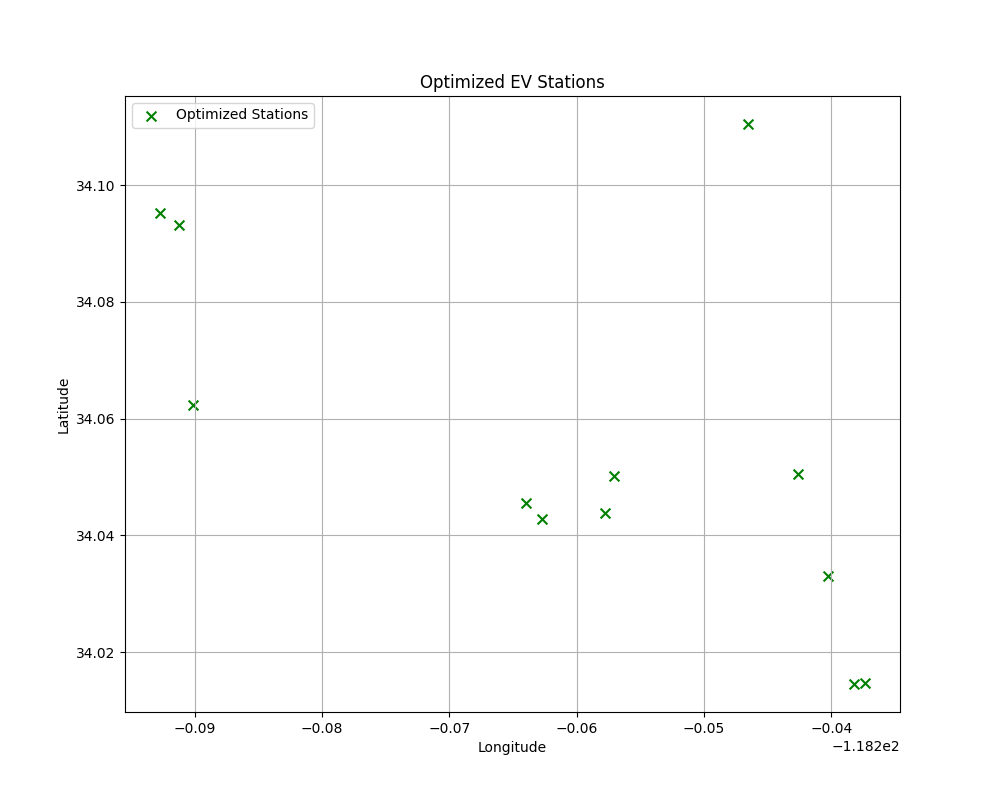 Optimized EV Stations
Optimized Stations
34.10
34.08
34.06
34.04
34.02
Latitude
−0.09
−0.08
−0.07
−0.06
−0.05
−0.04
Longitude
−1.182e2